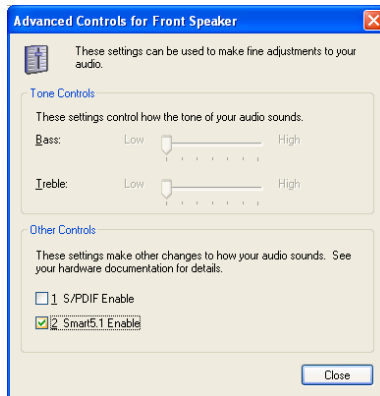 Advanced Controls for Front Speaker
These settings can be used to make fine adjustments to your
audio.
Tone Controls
These settings control how the tone of your audio sounds.
Bass: Low High
Treble: Low High
Other Controls
These settings make other changes to how your audio sounds. See
your hardware documentation for details.
1 S/PDIF Enable
2 Smart5.1 Enable
Close